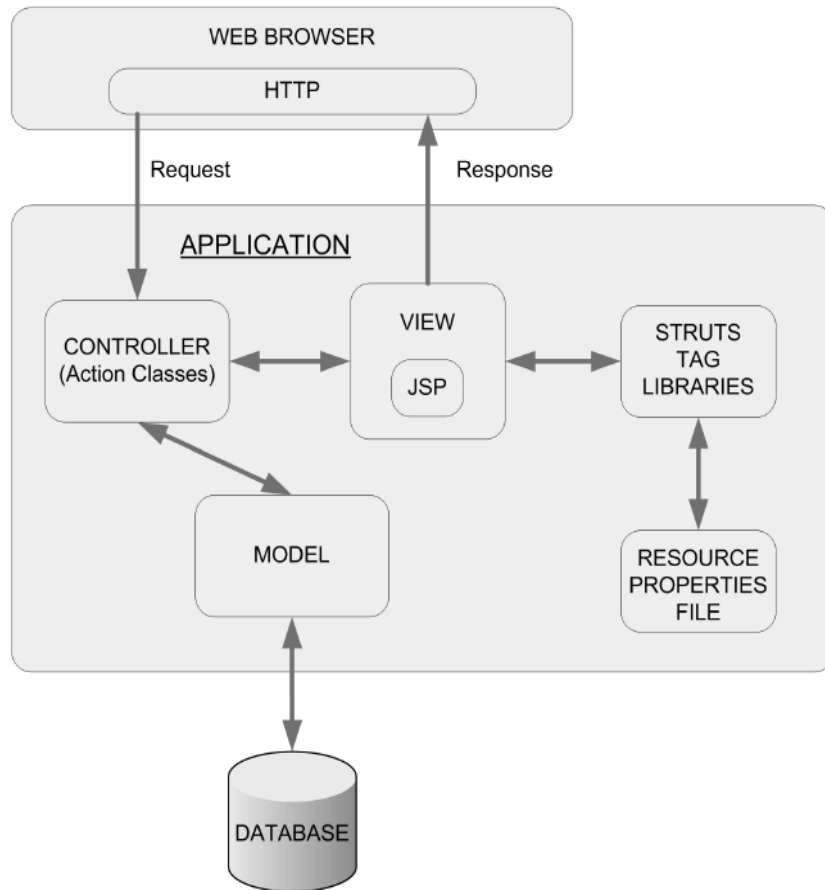 WEB BROWSER
HTTP
Request
Response
APPLICATION
CONTROLLER
(Action Classes)
VIEW
JSP
STRUTS
TAG
LIBRARIES
MODEL
RESOURCE
PROPERTIES
FILE
DATABASE